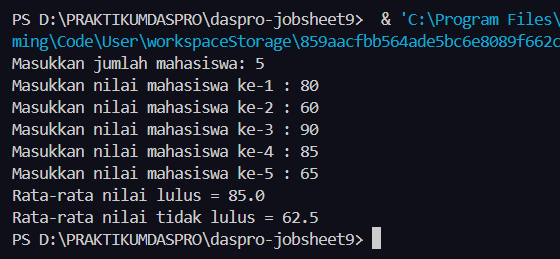 PS D:\PRAKTIKUMDASPRO\daspro-jobsheet9>  & 'C:\Program Files\
ming\Code\User\workspaceStorage\859aacfbb564ade5bc6e8089f662c
Masukkan jumlah mahasiswa: 5
Masukkan nilai mahasiswa ke-1 : 80
Masukkan nilai mahasiswa ke-2 : 60
Masukkan nilai mahasiswa ke-3 : 90
Masukkan nilai mahasiswa ke-4 : 85
Masukkan nilai mahasiswa ke-5 : 65
Rata-rata nilai lulus = 85.0
Rata-rata nilai tidak lulus = 62.5
PS D:\PRAKTIKUMDASPRO\daspro-jobsheet9>